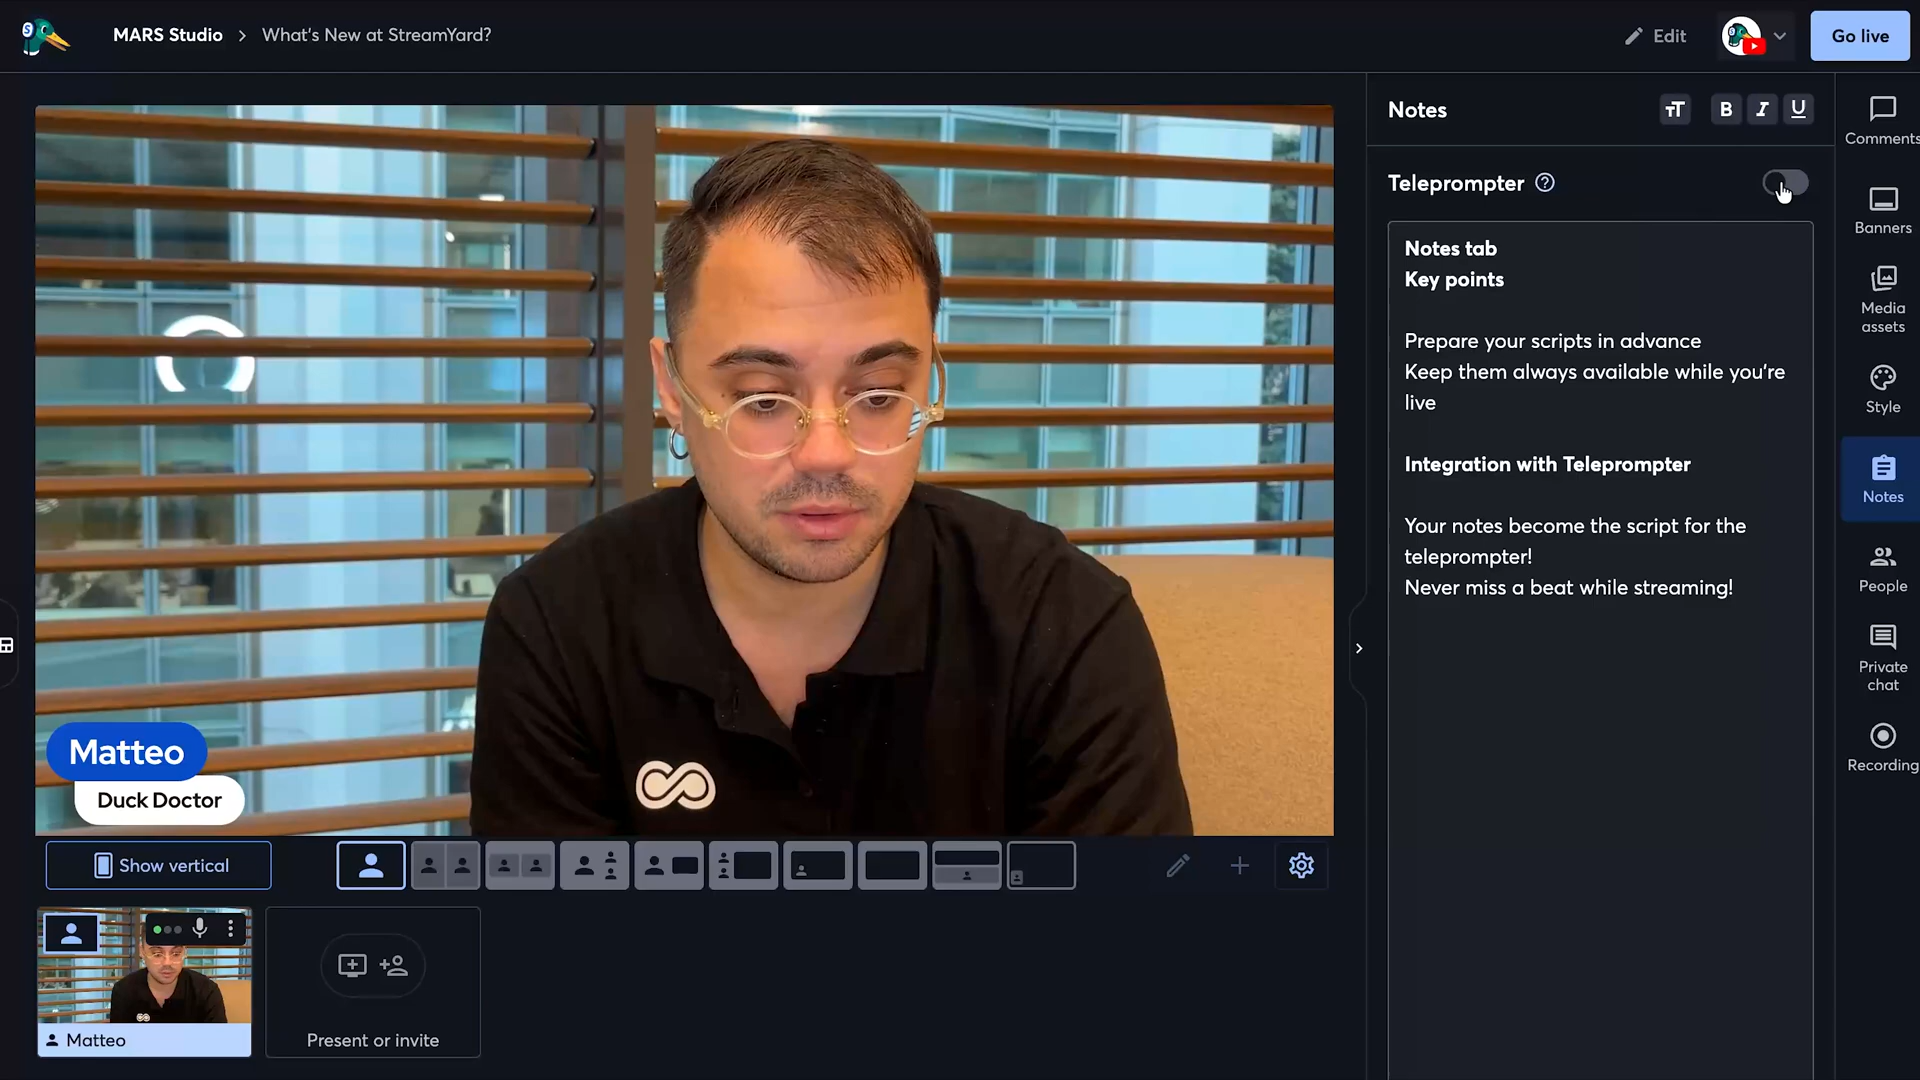 MARS Studio > What's New at StreamYard?
Edit
Go live
Notes
B I U
Teleprompter
Notes tab
Key points
Prepare your scripts in advance
Keep them always available while you're
live
Integration with Teleprompter
Your notes become the script for the
teleprompter!
Never miss a beat while streaming!
Comments
Banners
Media
assets
Style
Notes
People
Private
chat
Recording
Matteo
Duck Doctor
Show vertical
Matteo
Present or invite